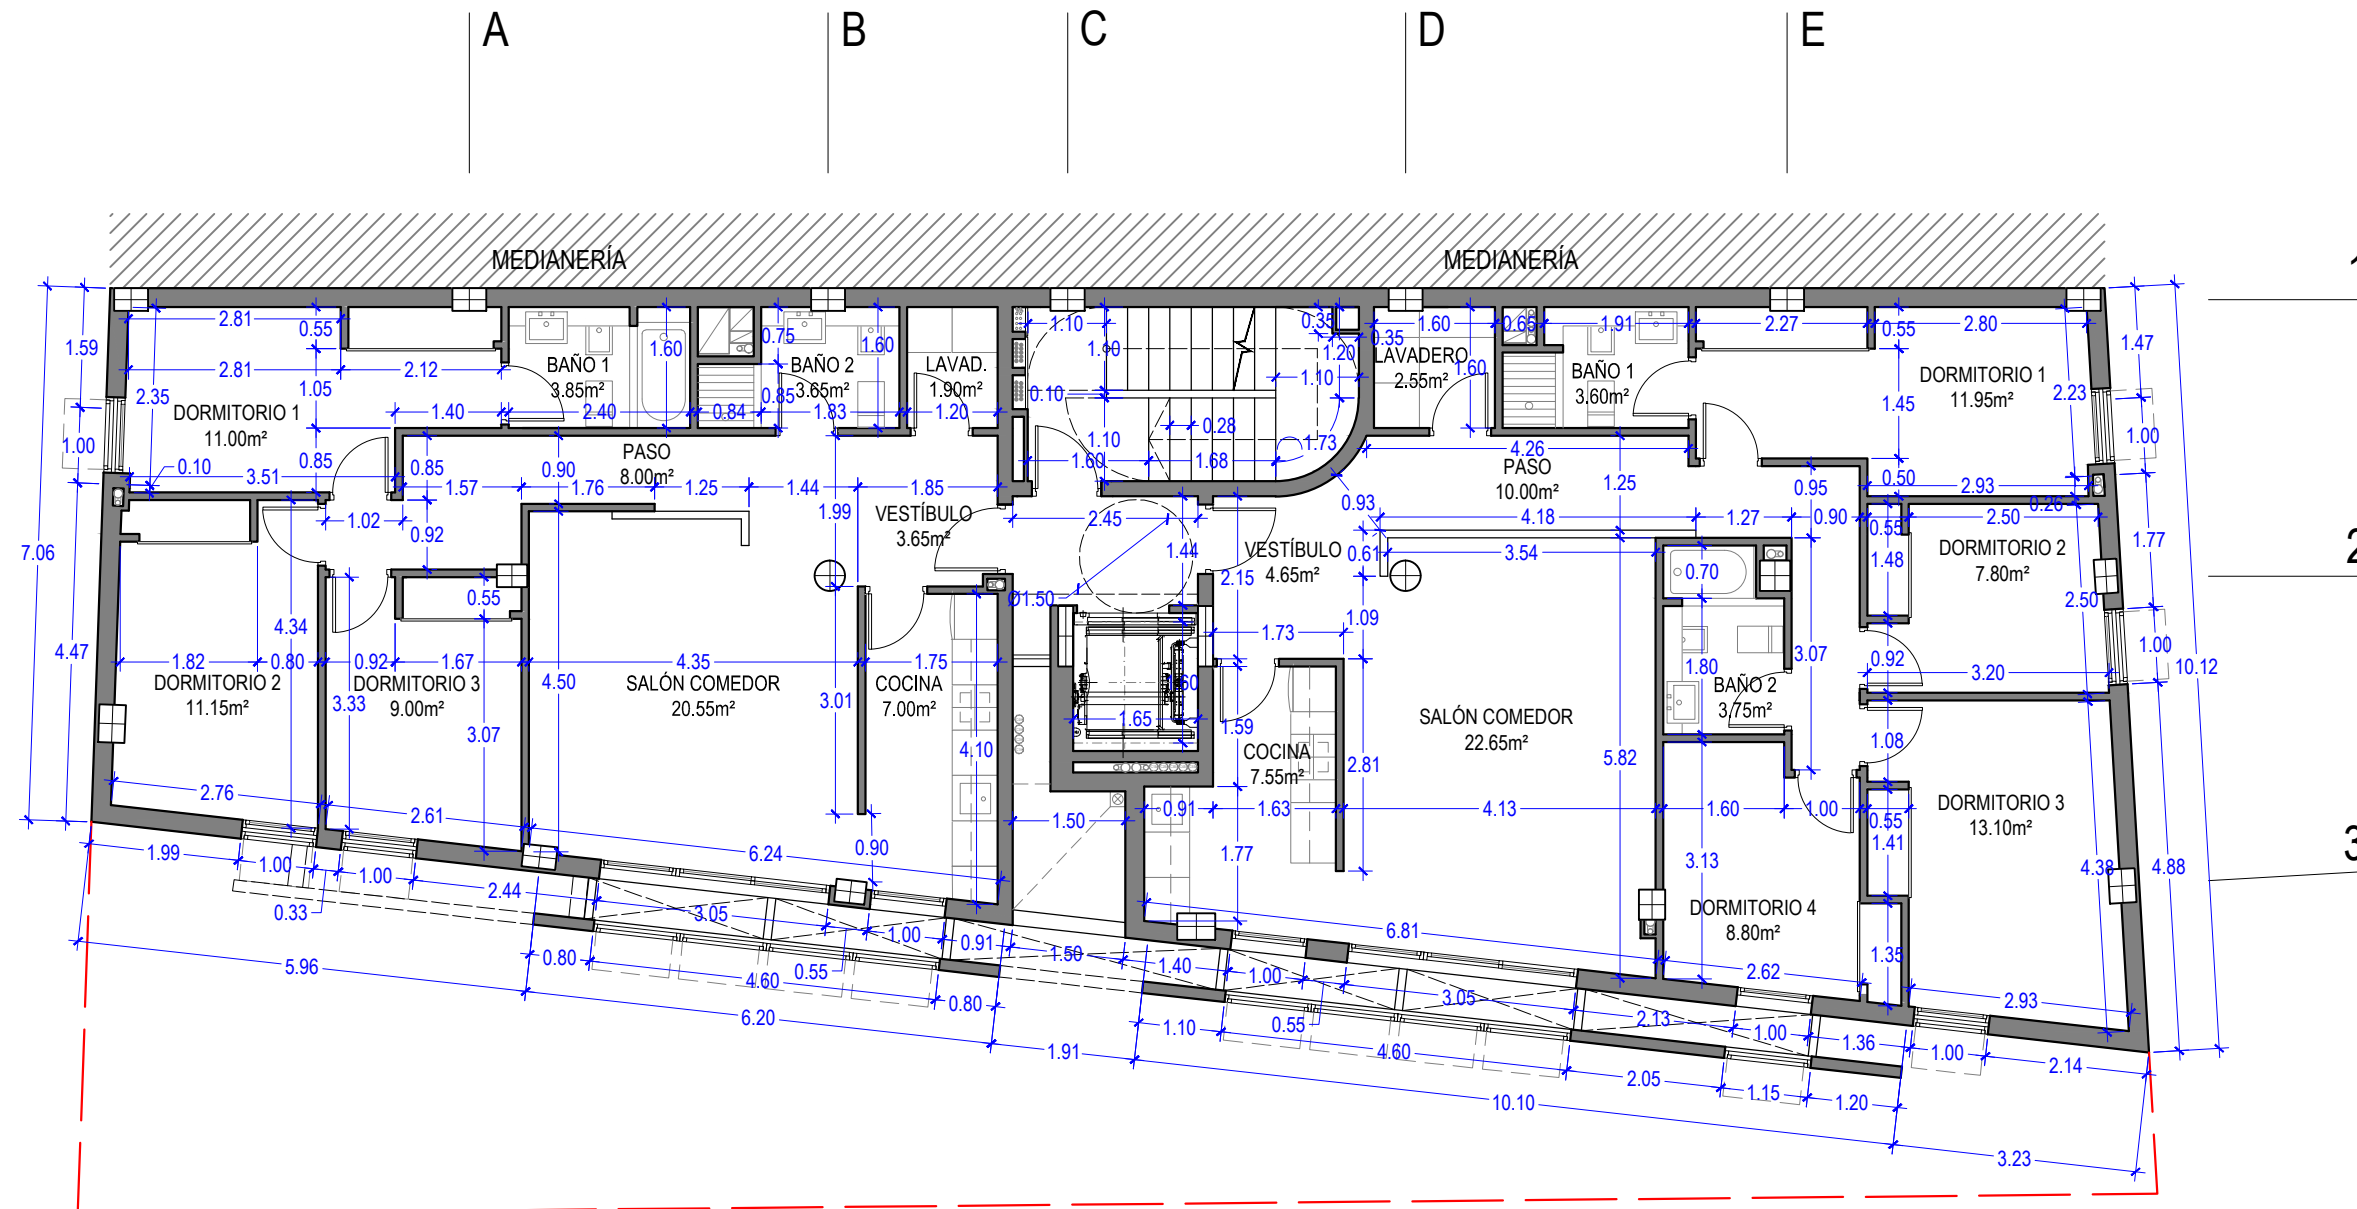 A B C D E
MEDIANERÍA MEDIANERÍA
1
2
3
2.81 0.55 1.60 0.75 1.60 1.10 0.35 1.60 0.65 1.91 2.27 0.55 2.80
1.59 1.47
BAÑO 1
3.85m²
BAÑO 2
3.65m²
LAVAD.
1.90m²
1.00 1.20 0.35
LAVADERO
2.55m²
1.60
BAÑO 1
3.60m²
DORMITORIO 1
11.95m²
2.81 2.12 1.05 2.35 0.85 0.10 1.10 2.23
DORMITORIO 1
11.00m²
1.40 2.40 0.84 1.83 1.20 1.10 0.28 1.73 1.45
1.00 1.00
PASO
8.00m²
PASO
10.00m²
4.26
0.10 3.51 0.85 0.85 0.90 1.60 1.68 1.25 0.95 0.50 2.93 0.26
1.57 1.76 1.25 1.44 1.85 0.93
VESTÍBULO
3.65m²
1.99 1.02 0.92 2.45 4.18 1.27 0.90 0.55 2.50
VESTÍBULO
4.65m²
1.44 0.61 3.54
DORMITORIO 2
7.80m²
7.06 1.77
0.55 Ø1.50 2.15 0.70 1.48 2.50
4.34 1.09
4.47 1.82 0.80 0.92 1.67 4.35 1.75 1.73 1.80 3.07 0.92 3.20 1.00 10.12
DORMITORIO 2
11.15m²
DORMITORIO 3
9.00m²
SALÓN COMEDOR
20.55m²
COCINA
7.00m²
BAÑO 2
3.75m²
3.33 4.50 3.01 1.60
3.07 1.65 1.59
SALÓN COMEDOR
22.65m²
COCINA
7.55m²
4.10 2.81 5.82 1.08
2.76 2.61 1.50 0.91 1.63 4.13 1.60 1.00 0.55
DORMITORIO 3
13.10m²
1.99 1.00 0.33 1.00 2.44 6.24 0.90 1.77 3.13 1.41 4.38 4.88
DORMITORIO 4
8.80m²
3.05 1.00 0.91 1.50 6.81 1.35
5.96 0.80 4.60 0.55 0.80 1.40 1.00 3.05 2.62 2.93
6.20 1.10 0.55 2.13 1.00 1.36 1.00 2.14
1.91 4.60 2.05 1.15 1.20
10.10
3.23